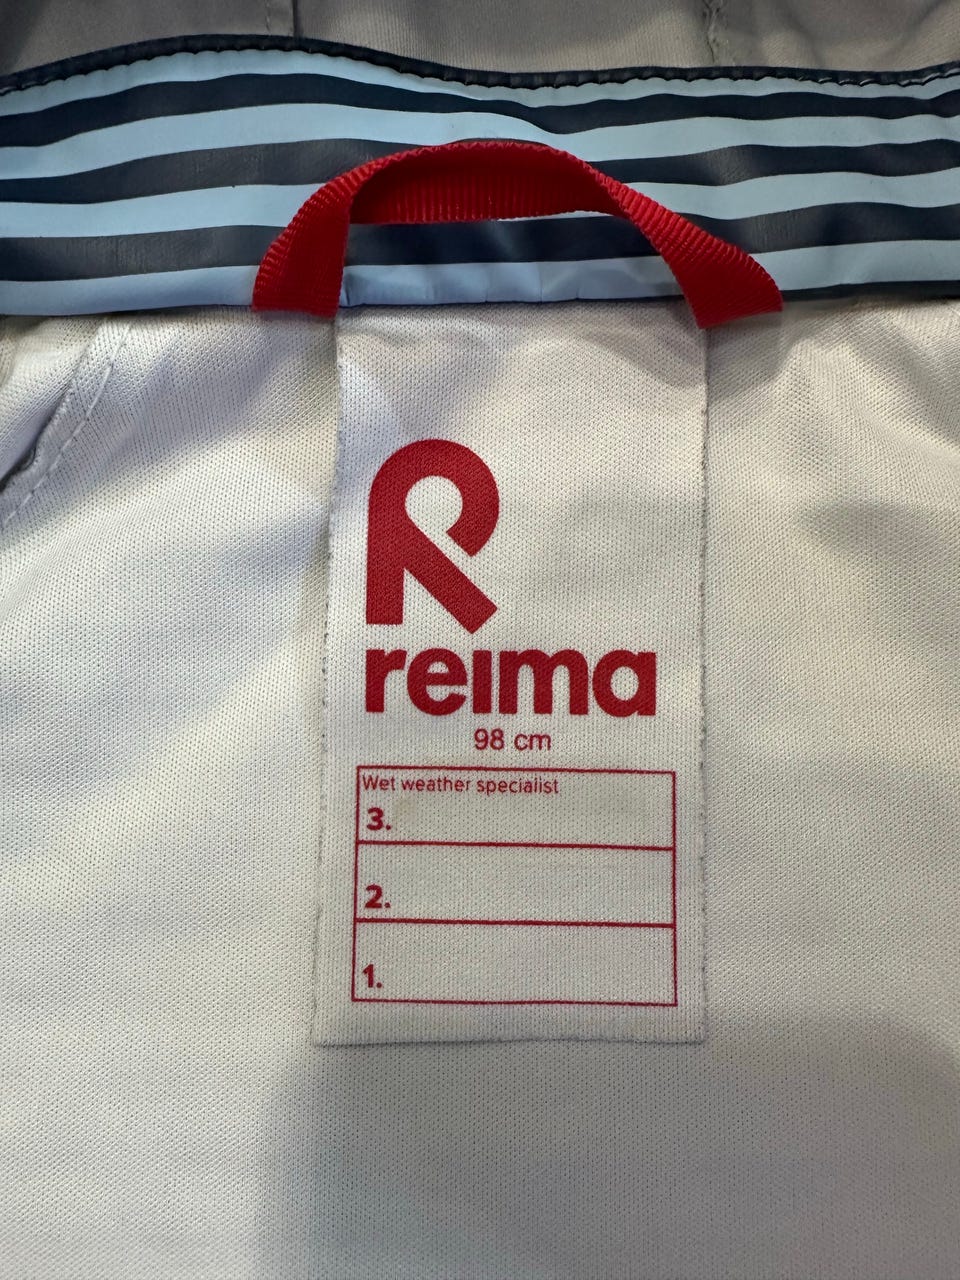 reima
98 cm
Wet weather specialist
3.
2.
1.